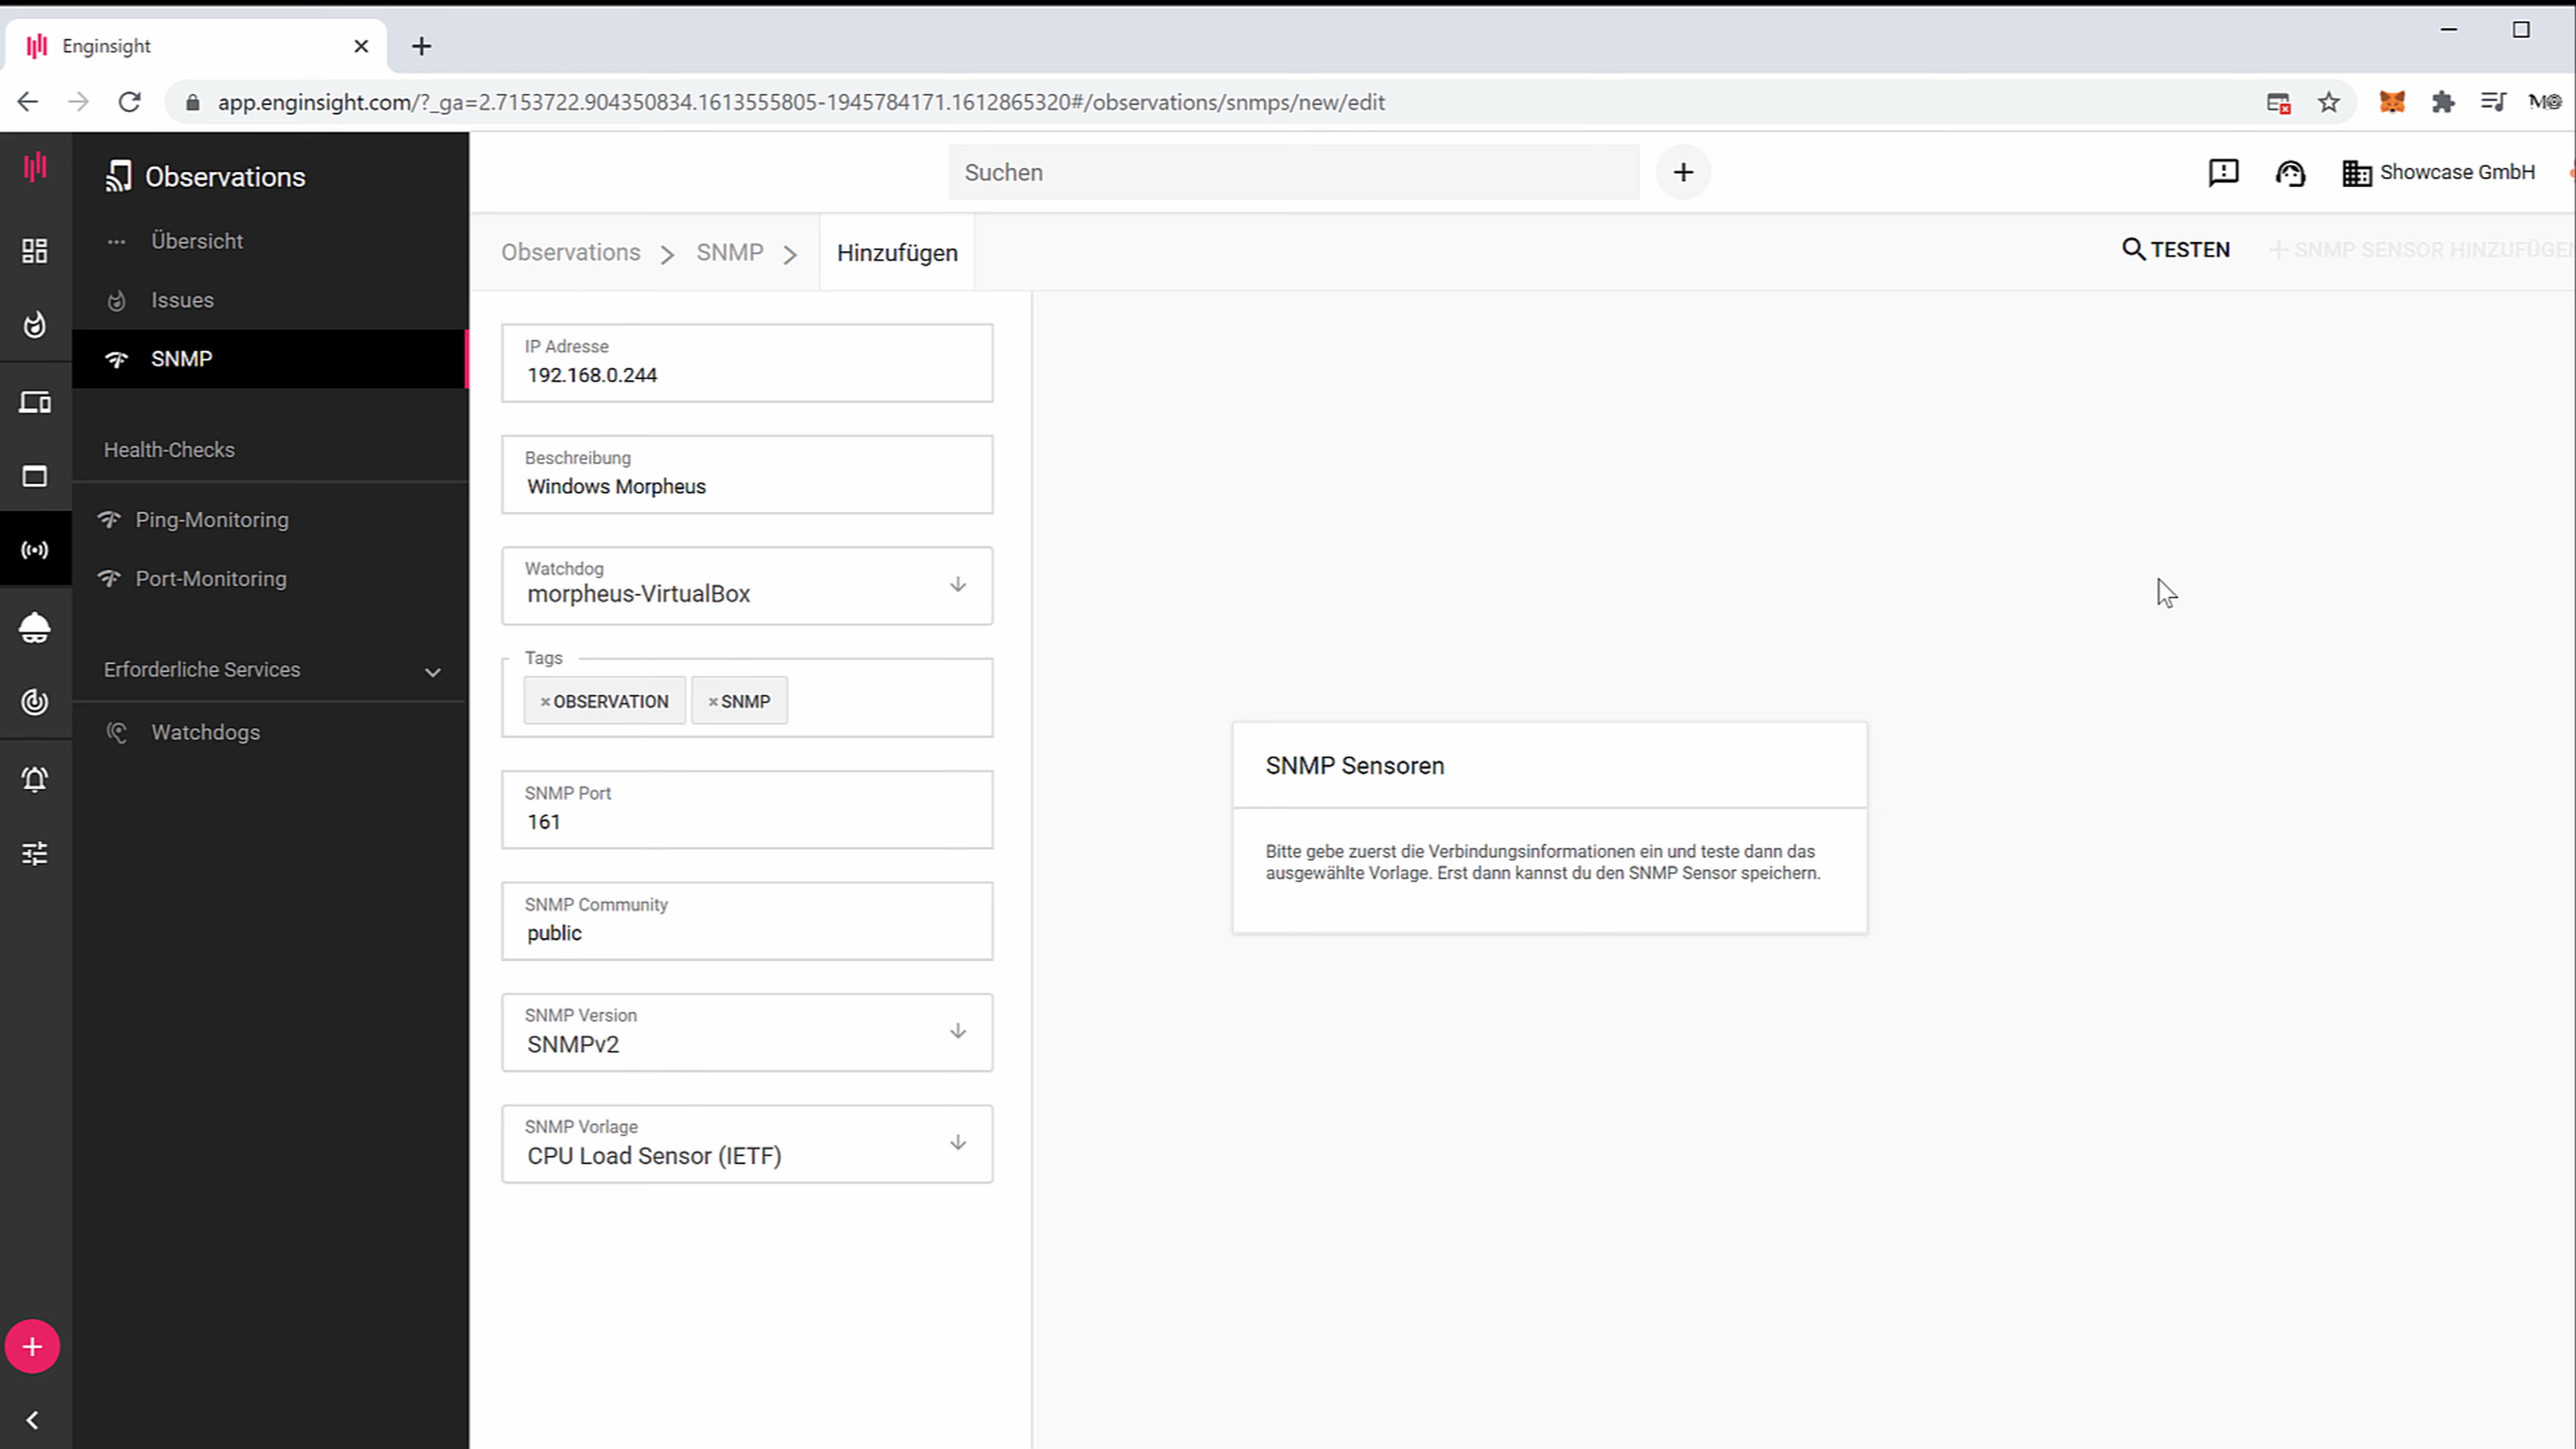 Enginsight
app.enginsight.com/?_ga=2.7153722.904350834.1613555805-1945784171.1612865320#/observations/snmps/new/edit
Observations
Suchen
Showcase GmbH
Übersicht
Issues
SNMP
Health-Checks
Ping-Monitoring
Port-Monitoring
Erforderliche Services
Watchdogs
Observations
SNMP
Hinzufügen
TESTEN
SNMP SENSOR HINZUFÜGEN
IP Adresse
192.168.0.244
Beschreibung
Windows Morpheus
Watchdog
morpheus-VirtualBox
Tags
×OBSERVATION ×SNMP
SNMP Port
161
SNMP Community
public
SNMP Version
SNMPv2
SNMP Vorlage
CPU Load Sensor (IETF)
SNMP Sensoren
Bitte gebe zuerst die Verbindungsinformationen ein und teste dann das
ausgewählte Vorlage. Erst dann kannst du den SNMP Sensor speichern.